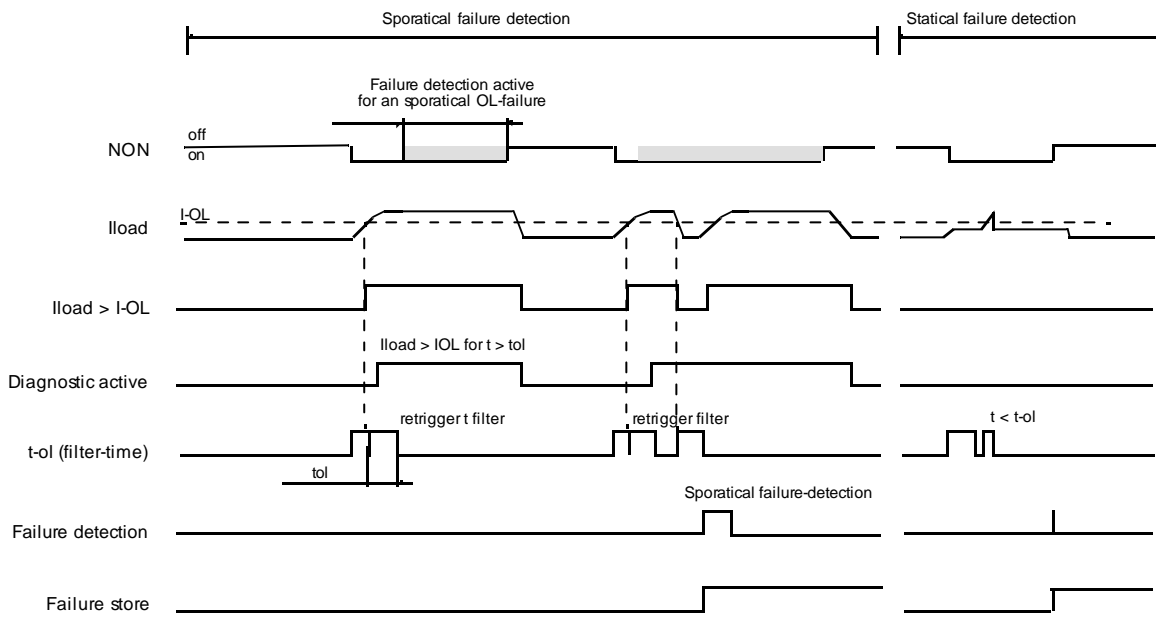 Sporatical failure detection
Statical failure detection
Failure detection active
for an sporatical OL-failure
off
NON
on
I-OL
Iload
Iload > I-OL
Iload > IOL for t > tol
Diagnostic active
retrigger t filter
retrigger filter
t < t-ol
t-ol (filter-time)
tol
Sporatical failure-detection
Failure detection
Failure store